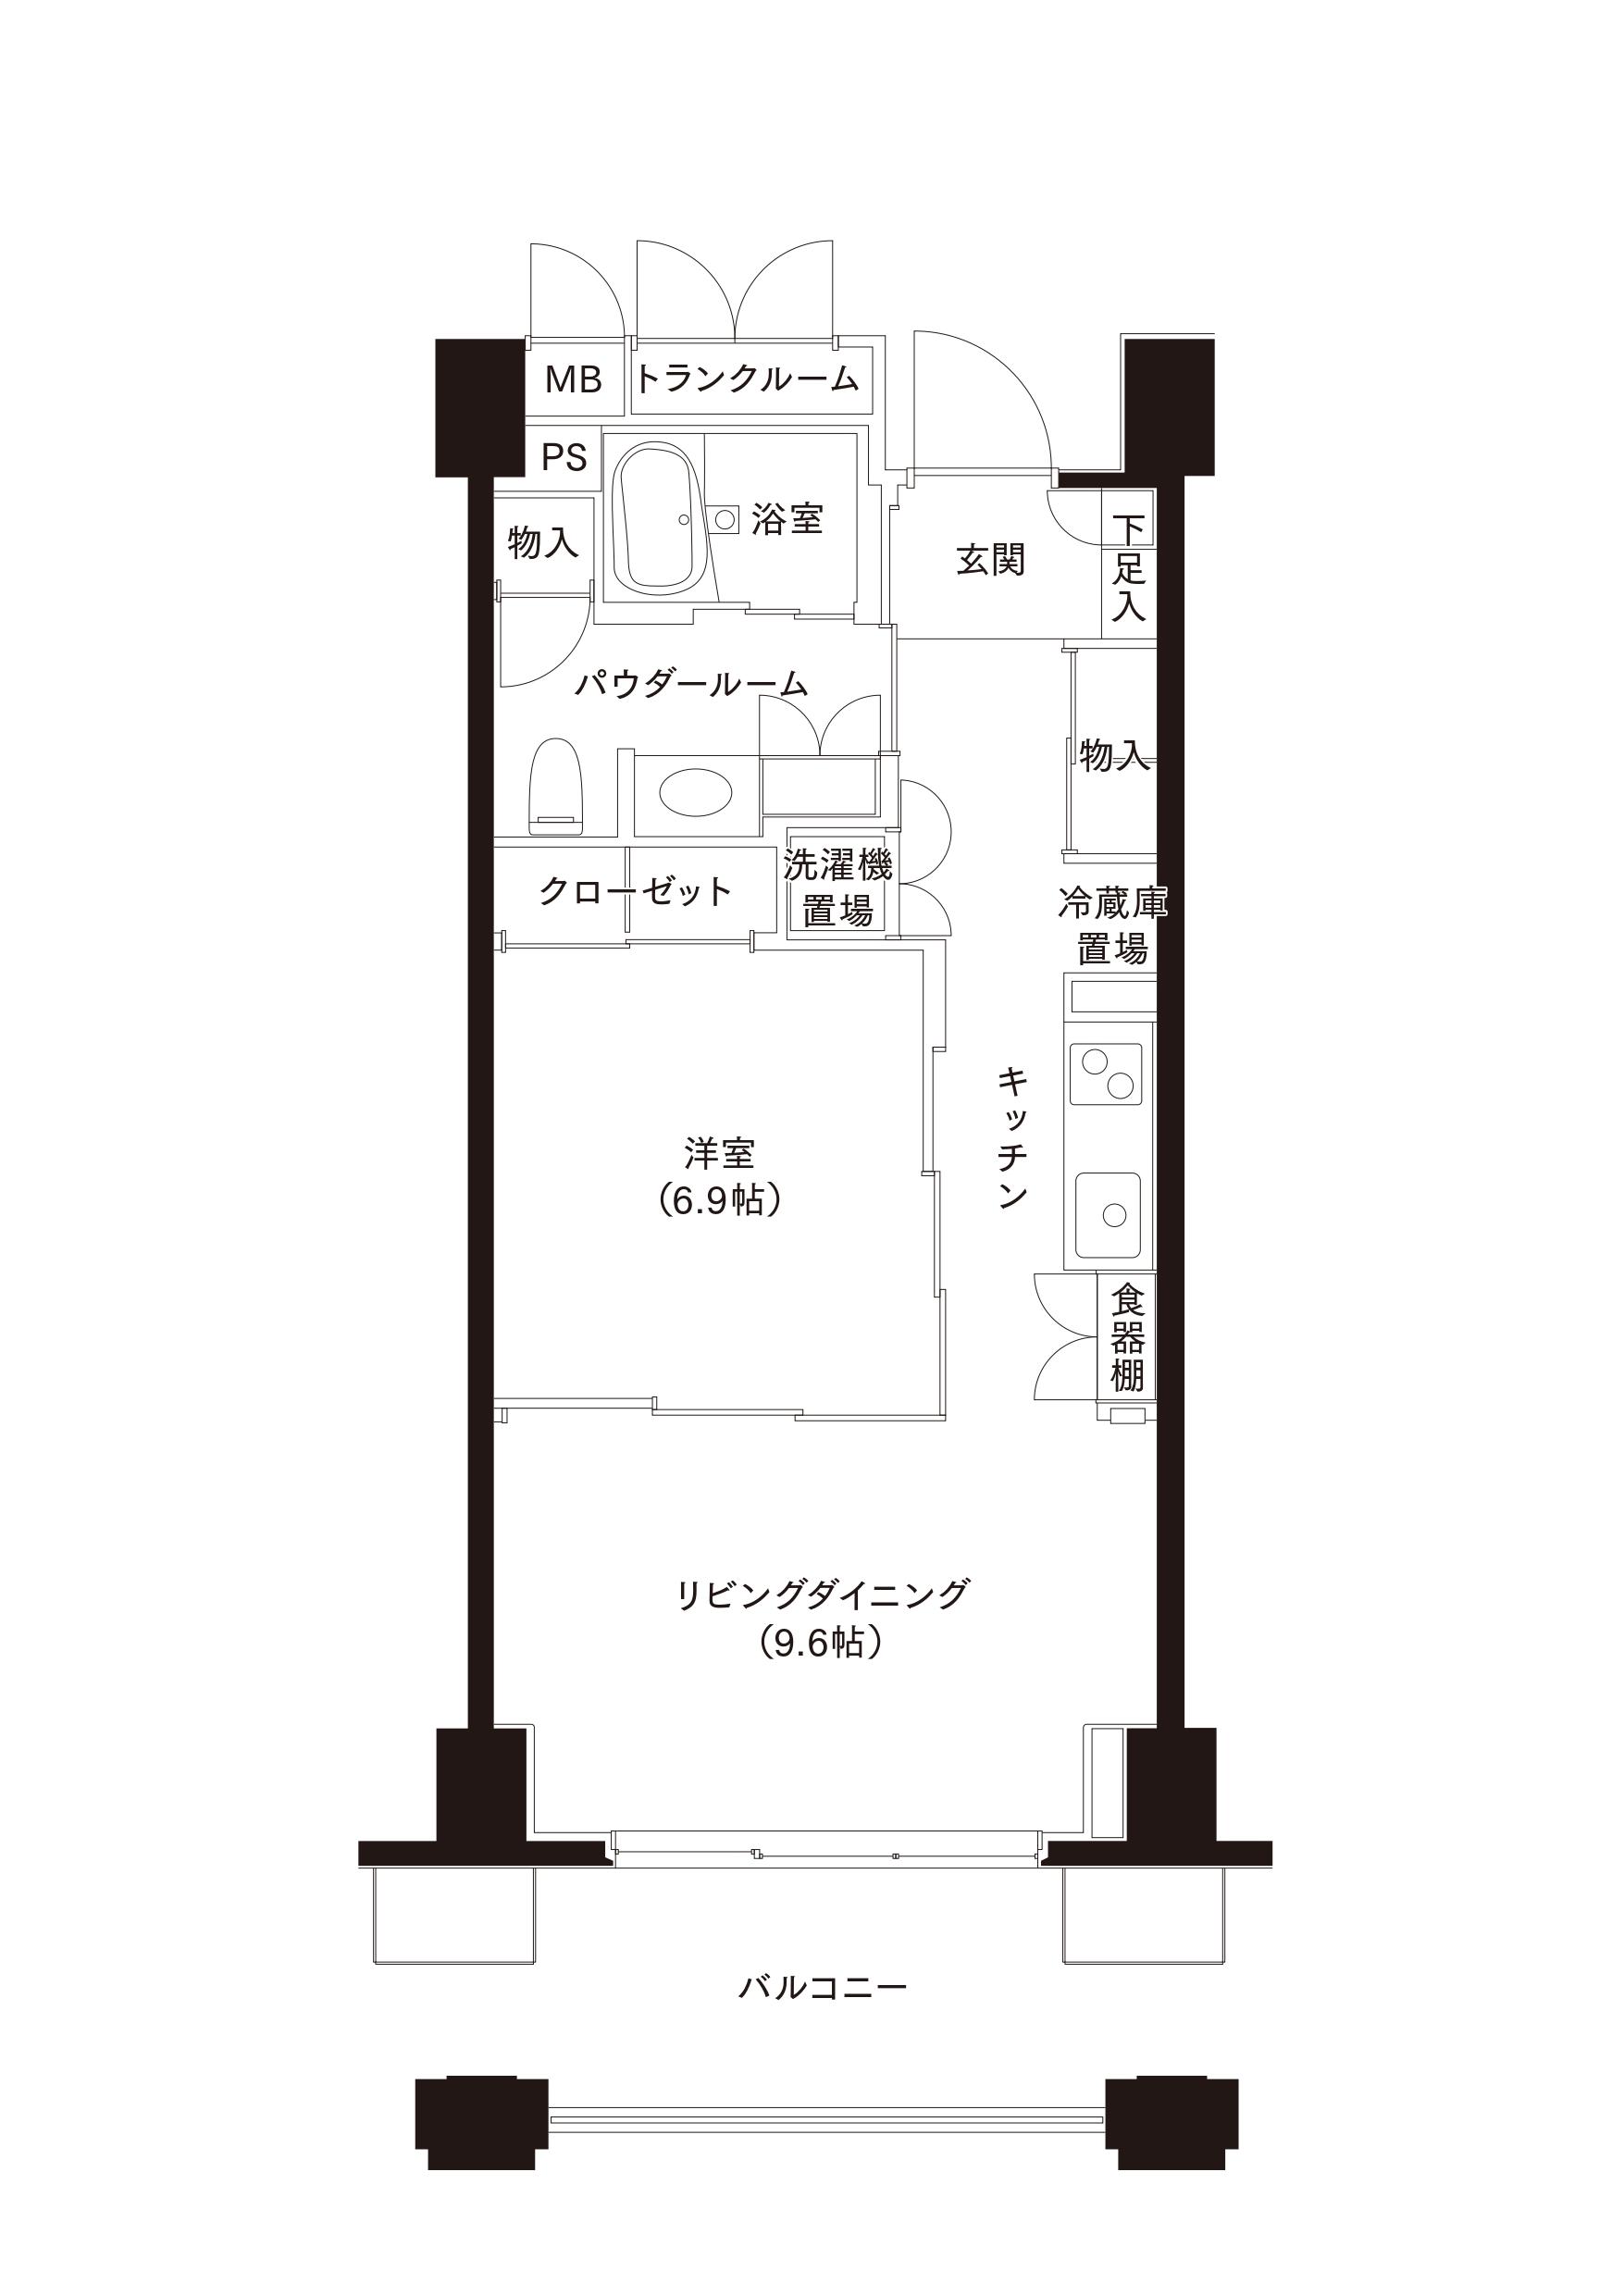 MB
トランクルーム
PS
浴室
物入
玄関
下足入
パウダールーム
物入
クローゼット
洗濯機
置場
冷蔵庫
置場
キッチン
洋室
（6.9帖）
食器棚
リビングダイニング
（9.6帖）
バルコニー